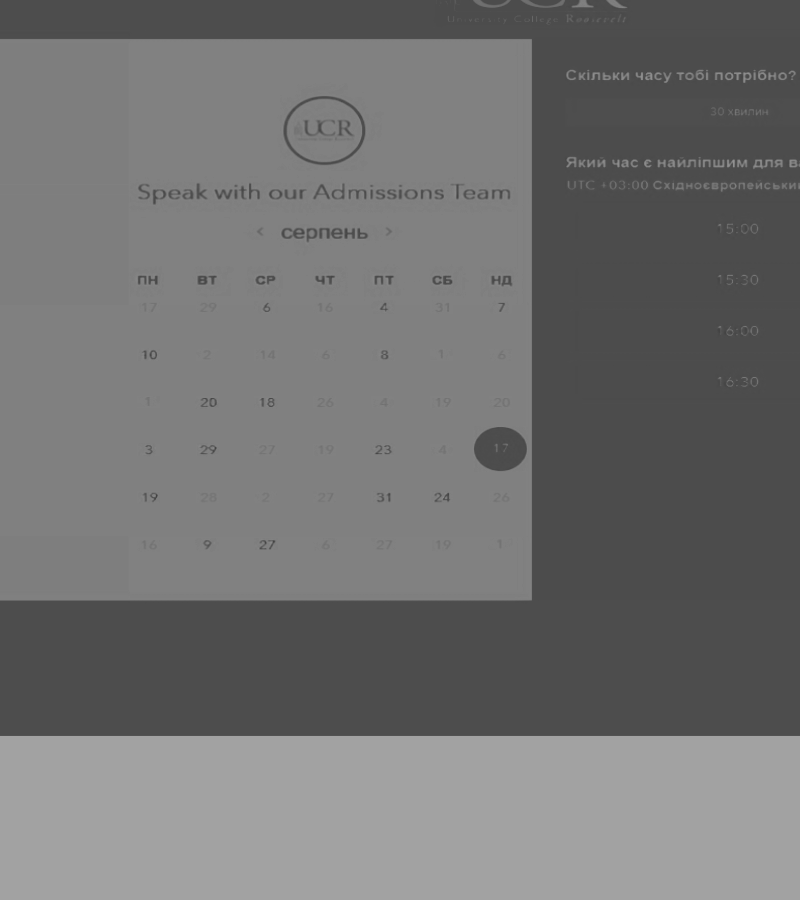 UCR
University College Roosevelt
UCR
Speak with our Admissions Team
‹ серпень ›
ПН ВТ СР ЧТ ПТ СБ НД
17 29 6 16 4 31 7
10 2 14 6 8 1 6
1 20 18 26 4 19 20
3 29 27 19 23 4 17
19 28 2 27 31 24 26
16 9 27 6 27 19 1
Скільки часу тобі потрібно?
30 хвилин
Який час є найліпшим для
UTC +03:00
15:00
15:30
16:00
16:30